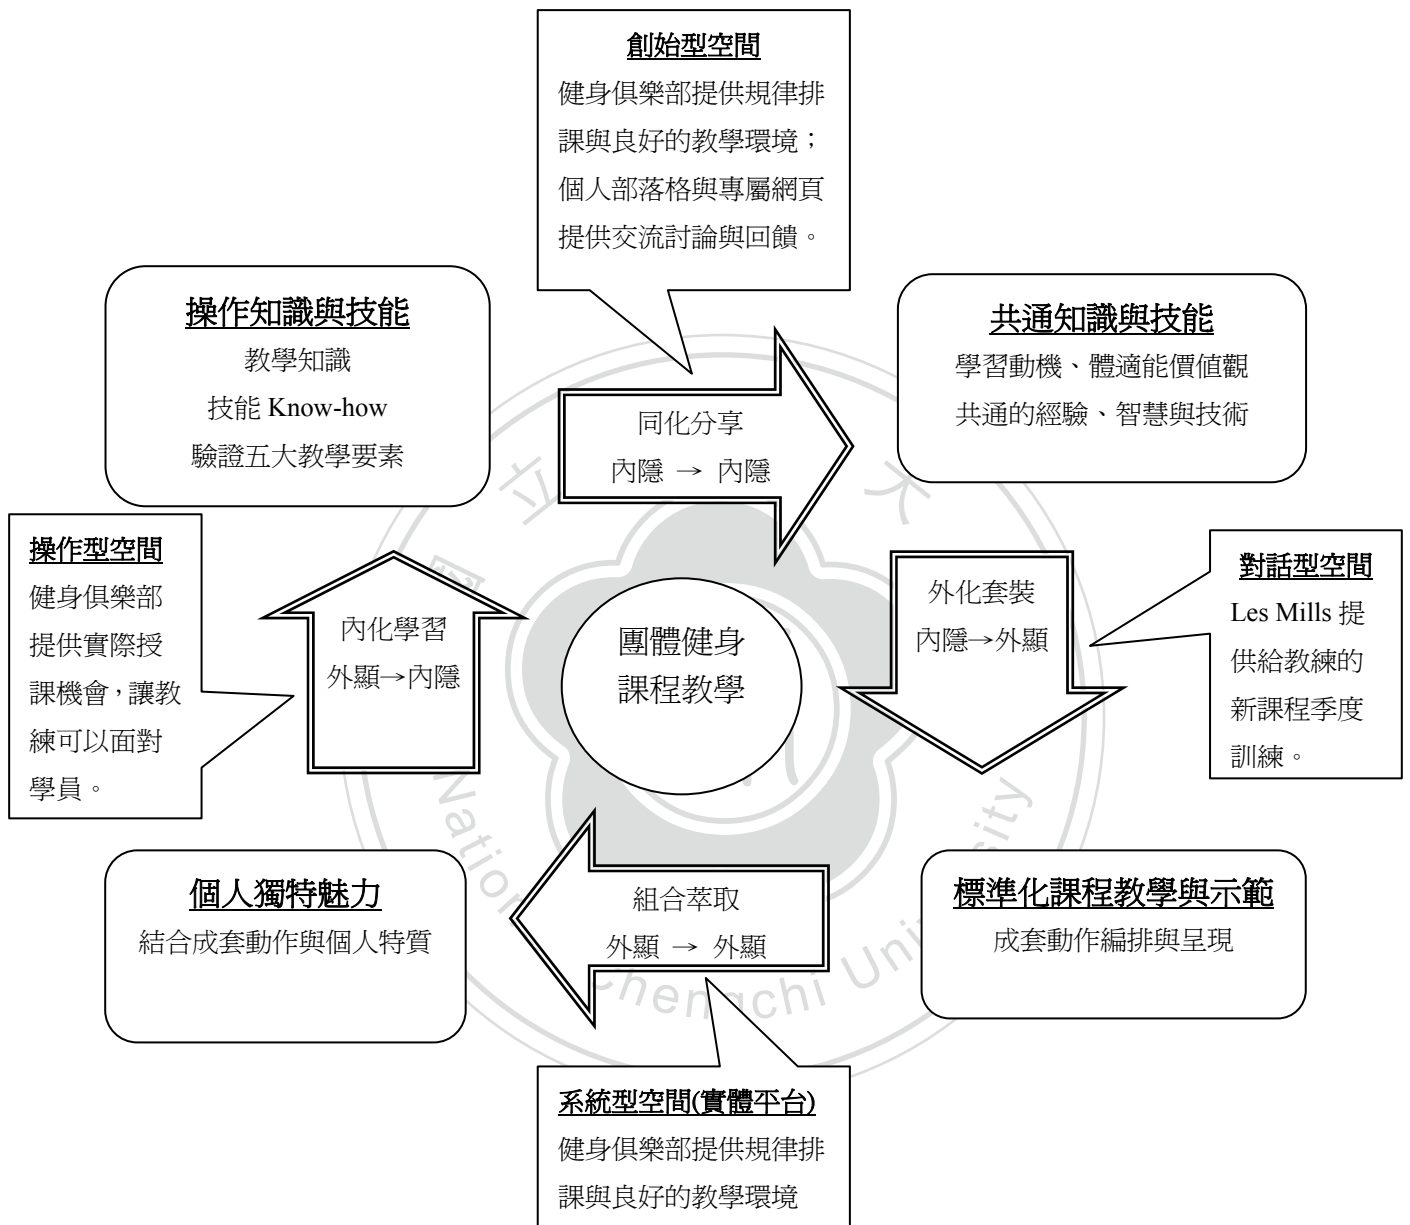 創始型空間
健身俱樂部提供規律排
課與良好的教學環境；
個人部落格與專屬網頁
提供交流討論與回饋。
操作知識與技能
教學知識
技能 Know-how
驗證五大教學要素
共通知識與技能
學習動機、體適能價值觀
共通的經驗、智慧與技術
同化分享
內隱 → 內隱
操作型空間
健身俱樂部
提供實際授
課機會，讓教
練可以面對
學員。
內化學習
外顯→內隱
團體健身
課程教學
外化套裝
內隱→外顯
對話型空間
Les Mills 提
供給教練的
新課程季度
訓練。
個人獨特魅力
結合成套動作與個人特質
組合萃取
外顯 → 外顯
標準化課程教學與示範
成套動作編排與呈現
系統型空間(實體平台)
健身俱樂部提供規律排
課與良好的教學環境
立
大
Chengchi